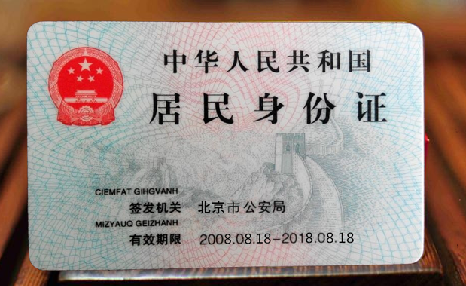 中华人民共和国
居民身份证
CIEMFAT GIHGVANH
签发机关 北京市公安局
MIZYAUQ GEIZHANH
有效期限 2008.08.18-2018.08.18